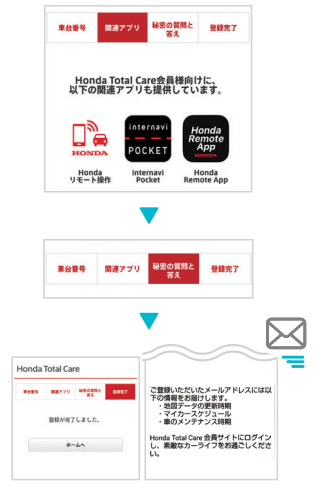 車台番号 関連アプリ 秘密の質問と答え 登録完了
Honda Total Care会員様向けに、
以下の関連アプリも提供しています。
HONDA
internavi
POCKET
Honda
Remote
App
HONDA
Honda
リモート操作
internavi
Pocket
Honda
Remote App
車台番号 関連アプリ 秘密の質問と答え 登録完了
Honda Total Care
車台番号 関連アプリ 秘密の質問と答え 登録完了
登録が完了しました。
ホームへ
ご登録いただいたメールアドレスには以
下の情報をお届けします。
・地図データの更新時期
・マイカースケジュール
・車のメンテナンス時期
Honda Total Care 会員サイトにログイン
し、素敵なカーライフをお過ごしくださ
い。